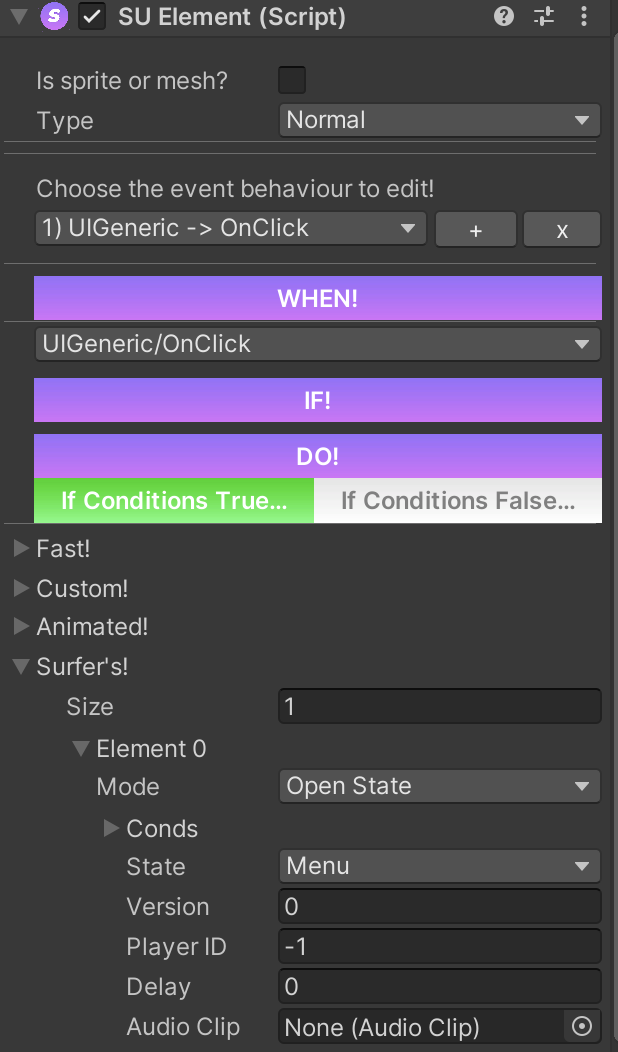 SU Element (Script)
Is sprite or mesh?
Type Normal
Choose the event behaviour to edit!
1) UIGeneric -> OnClick + x
WHEN!
UIGeneric/OnClick
IF!
DO!
If Conditions True... If Conditions False...
Fast!
Custom!
Animated!
Surfer's!
Size 1
Element 0
Mode Open State
Conds
State Menu
Version 0
Player ID -1
Delay 0
Audio Clip None (Audio Clip)